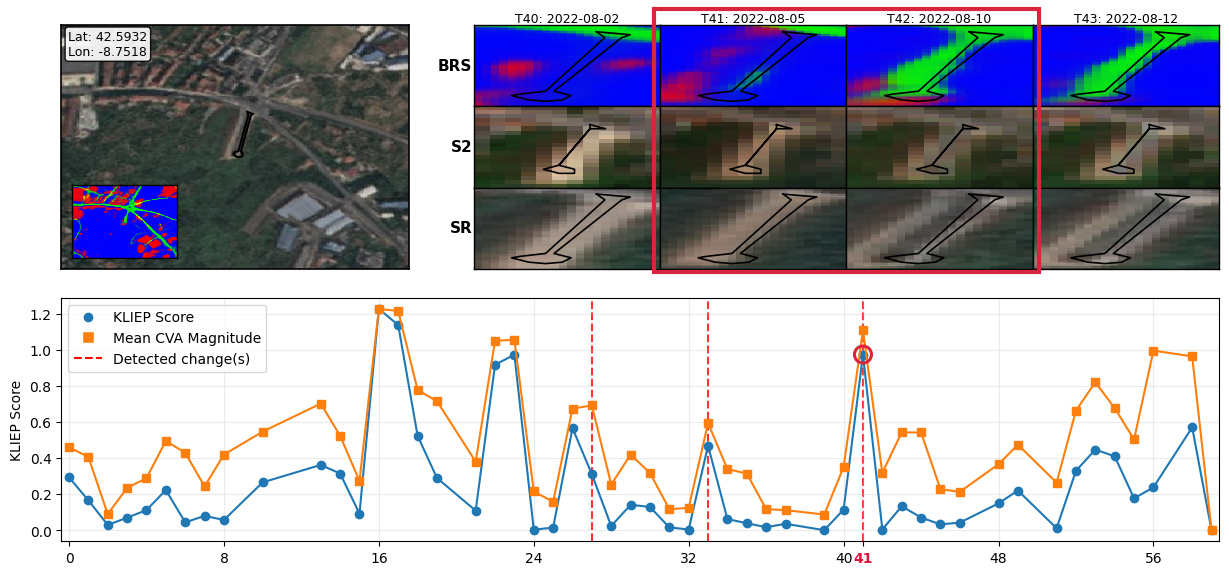 Lat: 42.5932
Lon: -8.7518
T40: 2022-08-02
T41: 2022-08-05
T42: 2022-08-10
T43: 2022-08-12
BRS
S2
SR
KLIEP Score
KLIEP Score
Mean CVA Magnitude
Detected change(s)
1.2
1.0
0.8
0.6
0.4
0.2
0.0
0
8
16
24
32
40
41
48
56